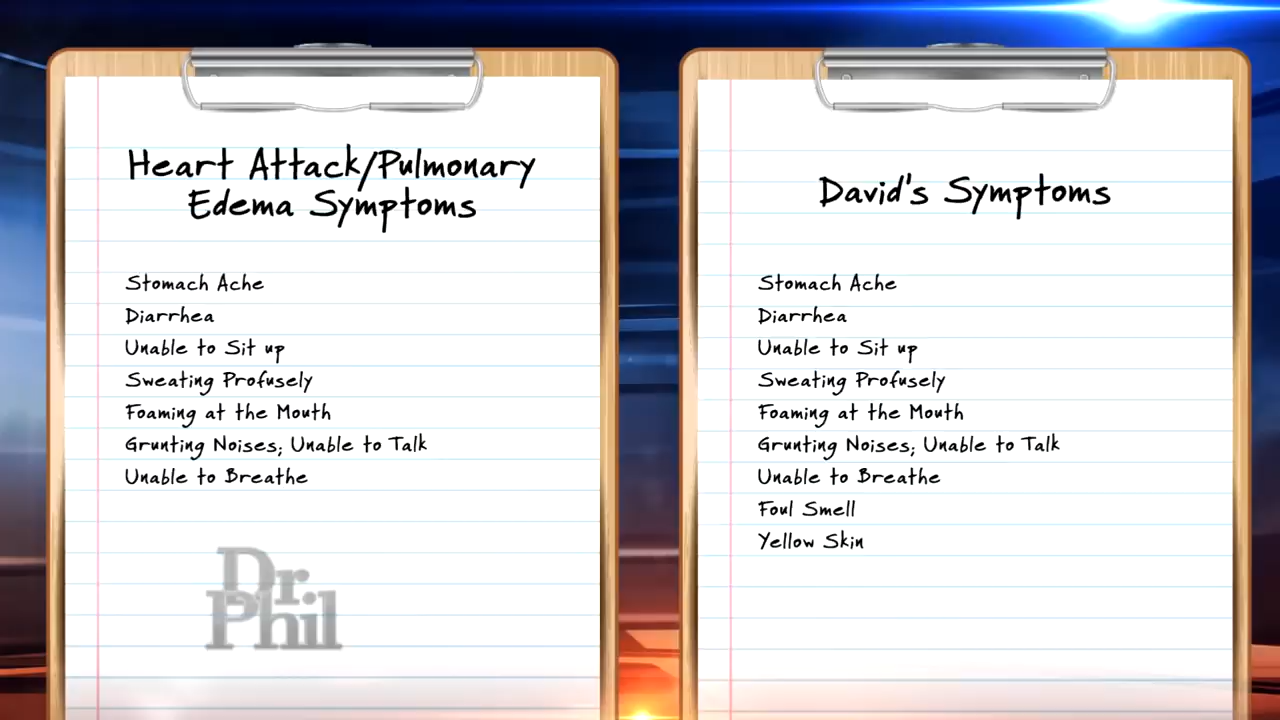 Heart Attack/Pulmonary
Edema Symptoms
Stomach Ache
Diarrhea
Unable to Sit up
Sweating Profusely
Foaming at the Mouth
Grunting Noises; Unable to Talk
Unable to Breathe
Dr.
Phil
David's Symptoms
Stomach Ache
Diarrhea
Unable to Sit up
Sweating Profusely
Foaming at the Mouth
Grunting Noises; Unable to Talk
Unable to Breathe
Foul Smell
Yellow Skin